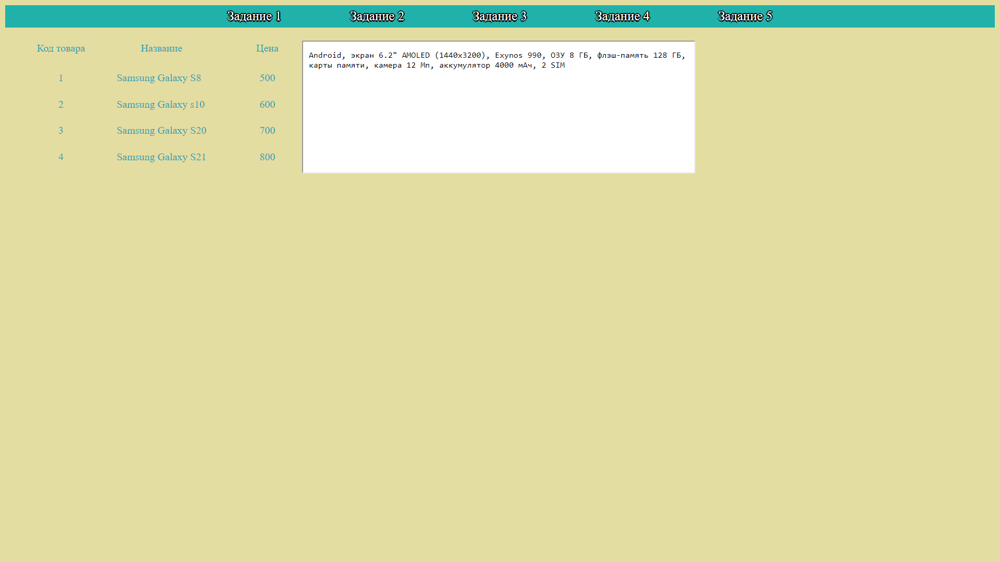 Задание 1 Задание 2 Задание 3 Задание 4 Задание 5
Код товара Название Цена
1 Samsung Galaxy S8 500
2 Samsung Galaxy s10 600
3 Samsung Galaxy S20 700
4 Samsung Galaxy S21 800
Android, экран 6.2" AMOLED (1440x3200), Exynos 990, ОЗУ 8 ГБ, флэш-память 128 ГБ,
карты памяти, камера 12 Мп, аккумулятор 4000 мАч, 2 SIM